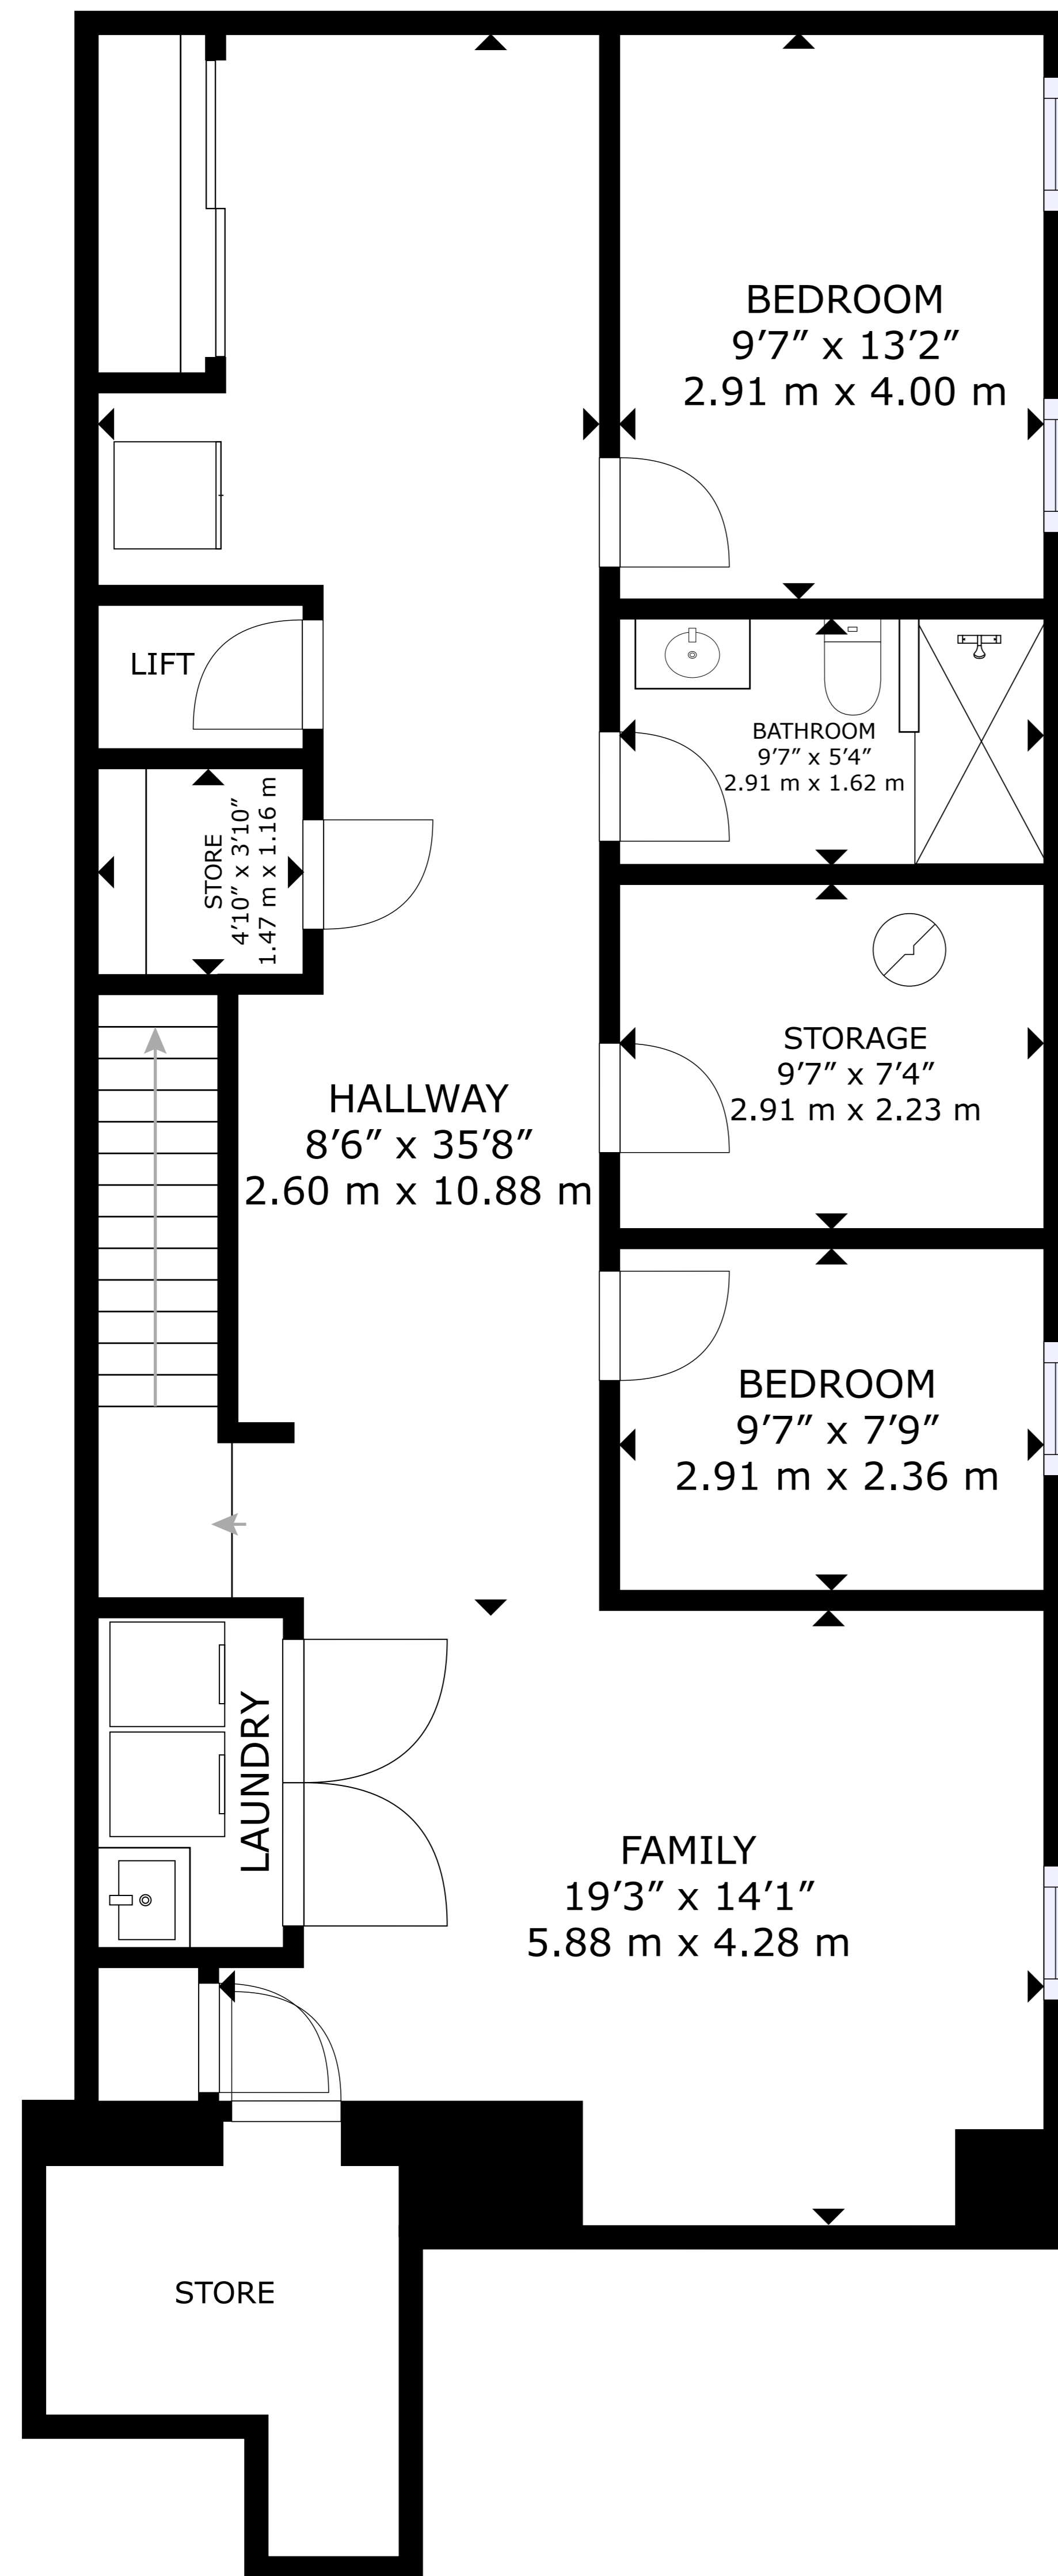 BEDROOM
9'7" x 13'2"
2.91 m x 4.00 m
LIFT
BATHROOM
9'7" x 5'4"
2.91 m x 1.62 m
STORE
4'10" x 3'10"
1.47 m x 1.16 m
STORAGE
9'7" x 7'4"
2.91 m x 2.23 m
HALLWAY
8'6" x 35'8"
2.60 m x 10.88 m
BEDROOM
9'7" x 7'9"
2.91 m x 2.36 m
LAUNDRY
FAMILY
19'3" x 14'1"
5.88 m x 4.28 m
STORE